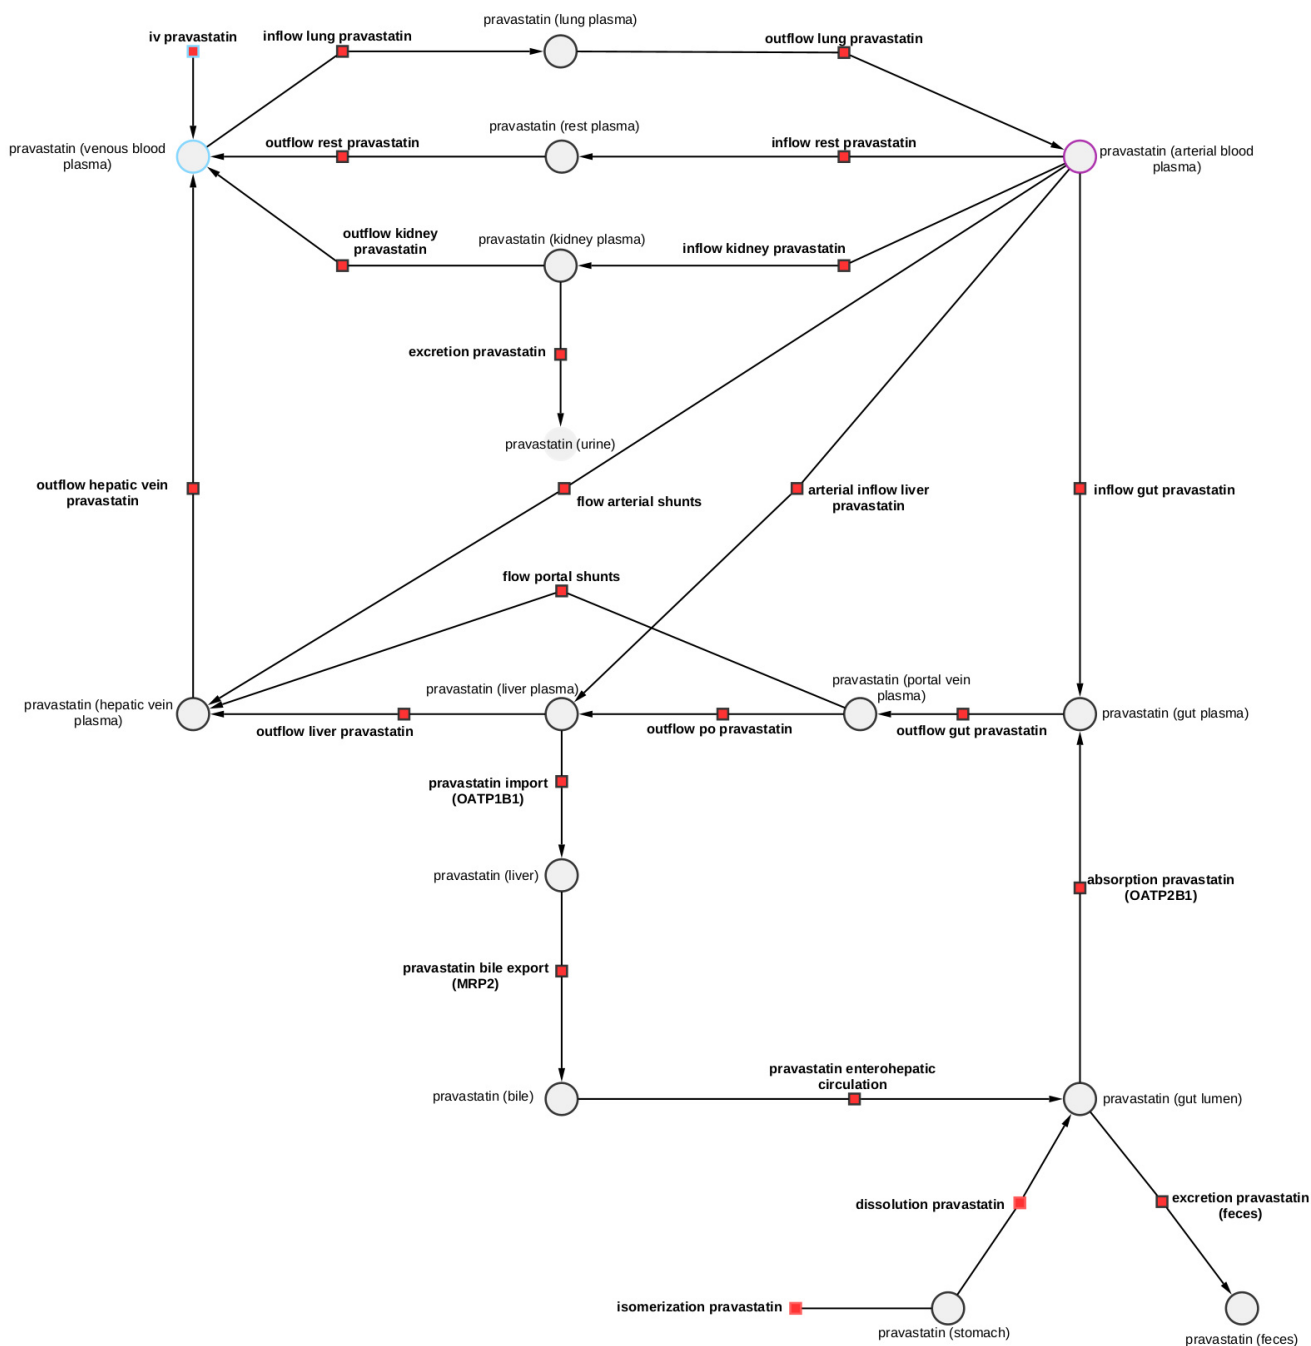 pravastatin (lung plasma)
iv pravastatin
inflow lung pravastatin
outflow lung pravastatin
pravastatin (rest plasma)
pravastatin (venous blood
plasma)
outflow rest pravastatin
inflow rest pravastatin
pravastatin (arterial blood
plasma)
outflow kidney
pravastatin
pravastatin (kidney plasma)
inflow kidney pravastatin
excretion pravastatin
pravastatin (urine)
outflow hepatic vein
pravastatin
flow arterial shunts
arterial inflow liver
pravastatin
inflow gut pravastatin
flow portal shunts
pravastatin (hepatic vein
plasma)
pravastatin (liver plasma)
pravastatin (portal vein
plasma)
pravastatin (gut plasma)
outflow liver pravastatin
outflow po pravastatin
outflow gut pravastatin
pravastatin import
(OATP1B1)
pravastatin (liver)
absorption pravastatin
(OATP2B1)
pravastatin bile export
(MRP2)
pravastatin enterohepatic
circulation
pravastatin (bile)
pravastatin (gut lumen)
dissolution pravastatin
excretion pravastatin
(feces)
isomerization pravastatin
pravastatin (stomach)
pravastatin (feces)